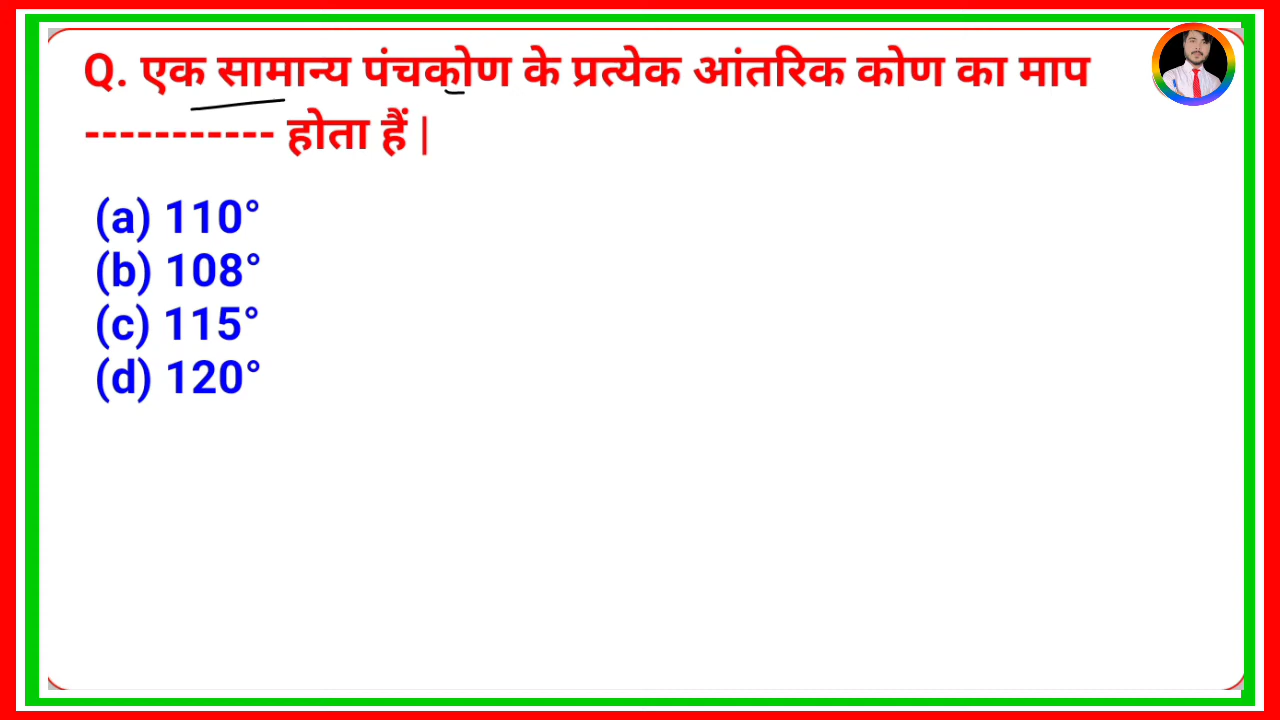 Q. एक सामान्य पंचकोण के प्रत्येक आंतरिक कोण का माप
----------- होता हैं |
(a) 110°
(b) 108°
(c) 115°
(d) 120°